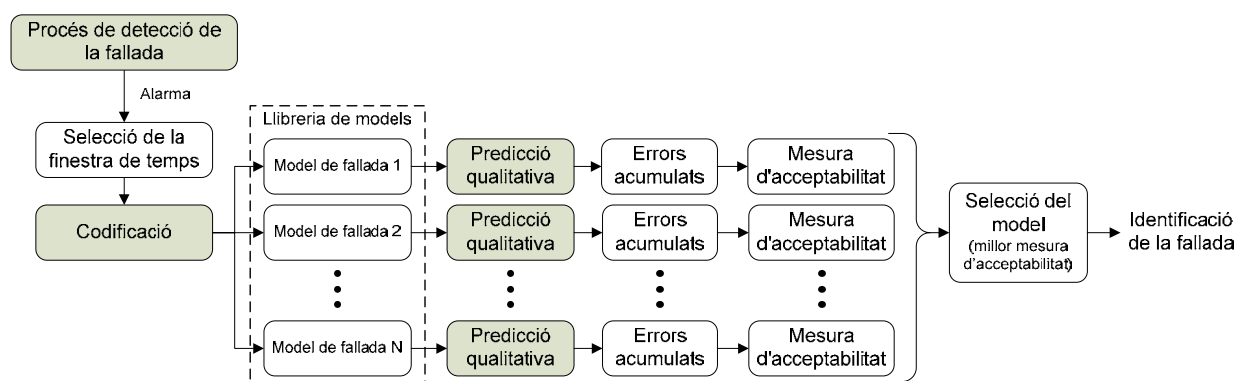 Procés de detecció de
la fallada
Alarma
Selecció de la
finestra de temps
Codificació
Llibreria de models
Model de fallada 1
Predicció
qualitativa
Errors
acumulats
Mesura
d'acceptabilitat
Model de fallada 2
Predicció
qualitativa
Errors
acumulats
Mesura
d'acceptabilitat
Model de fallada N
Predicció
qualitativa
Errors
acumulats
Mesura
d'acceptabilitat
Selecció del
model
(millor mesura
d'acceptabilitat)
Identificació
de la fallada